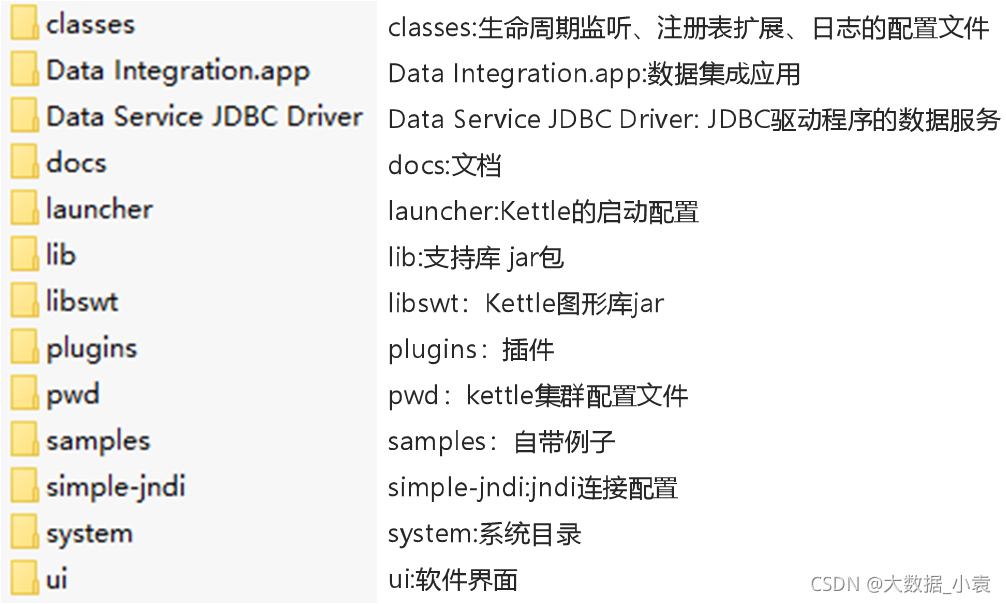 classes classes:生命周期监听、注册表扩展、日志的配置文件
Data Integration.app Data Integration.app:数据集成应用
Data Service JDBC Driver Data Service JDBC Driver: JDBC驱动程序的数据服务
docs docs:文档
launcher launcher:Kettle的启动配置
lib lib:支持库 jar包
libswt libswt：Kettle图形库jar
plugins plugins：插件
pwd pwd：kettle集群配置文件
samples samples：自带例子
simple-jndi simple-jndi:jndi连接配置
system system:系统目录
ui ui:软件界面
CSDN @大数据_小袁